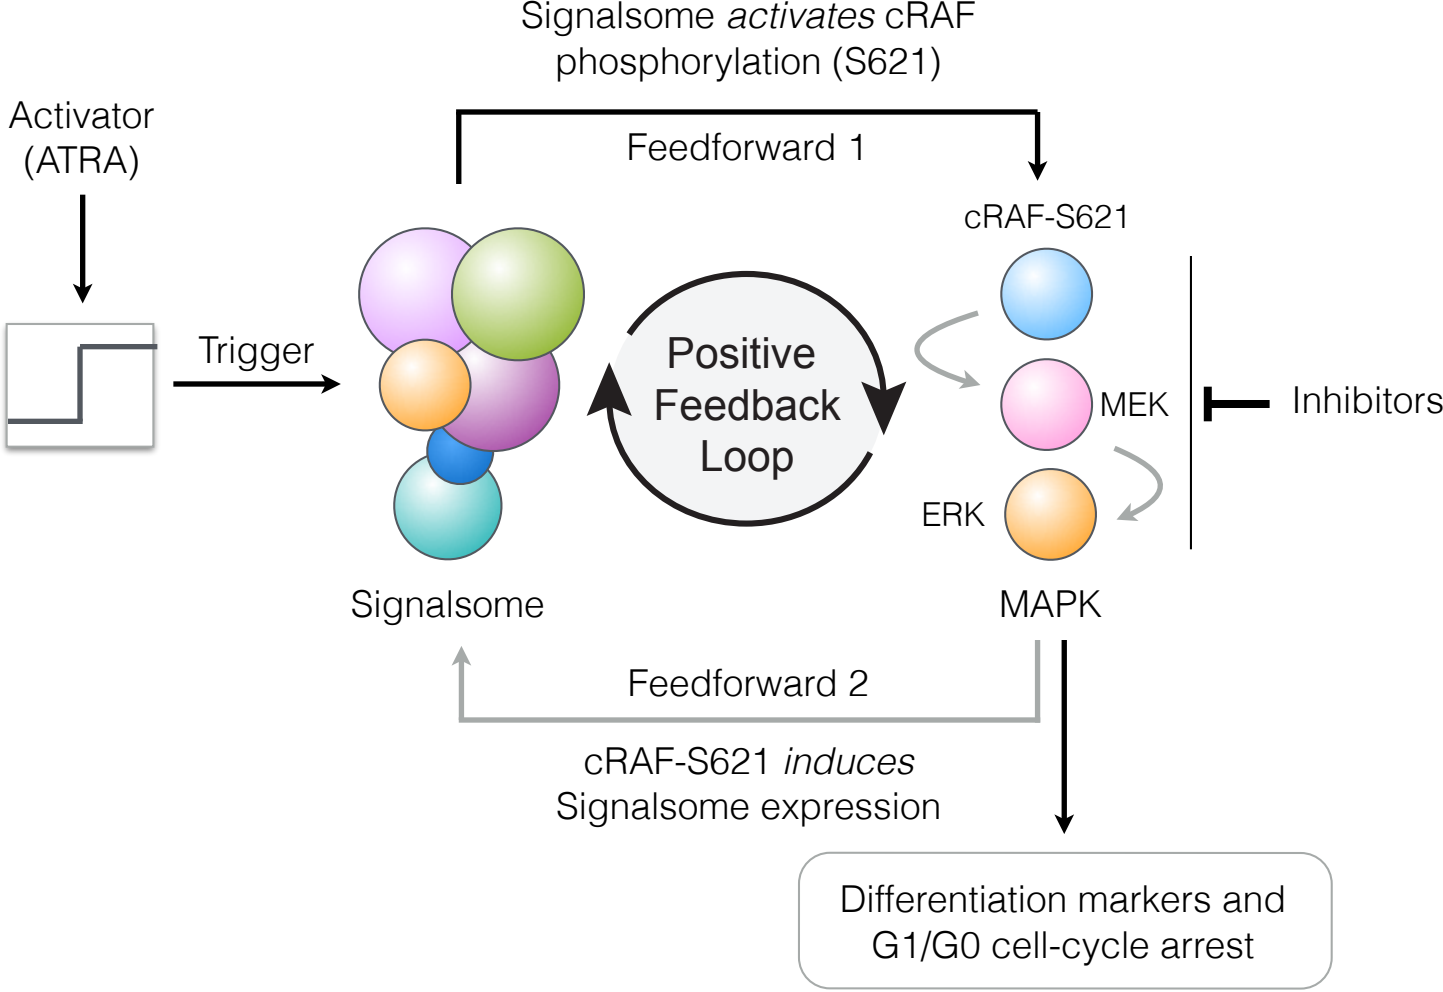 Signalsome activates cRAF
phosphorylation (S621)
Activator
(ATRA)
Feedforward 1
cRAF-S621
Trigger
Positive
Feedback
Loop
MEK
Inhibitors
ERK
Signalsome
MAPK
Feedforward 2
cRAF-S621 induces
Signalsome expression
Differentiation markers and
G1/G0 cell-cycle arrest